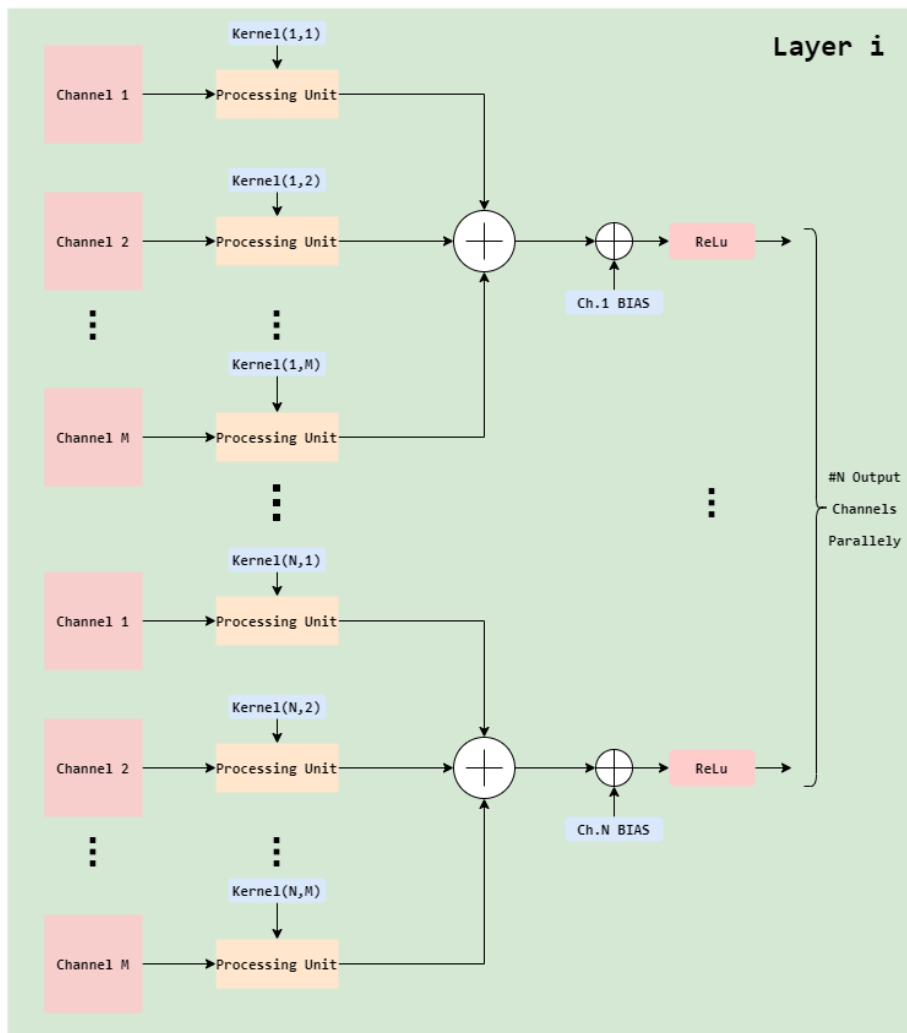 Layer i
Kernel(1,1)
Channel 1
Processing Unit
Kernel(1,2)
Channel 2
Processing Unit
ReLu
Ch.1 BIAS
Kernel(1,M)
Channel M
Processing Unit
#N Output
Channels
Parallely
Kernel(N,1)
Channel 1
Processing Unit
Kernel(N,2)
Channel 2
Processing Unit
ReLu
Ch.N BIAS
Kernel(N,M)
Channel M
Processing Unit